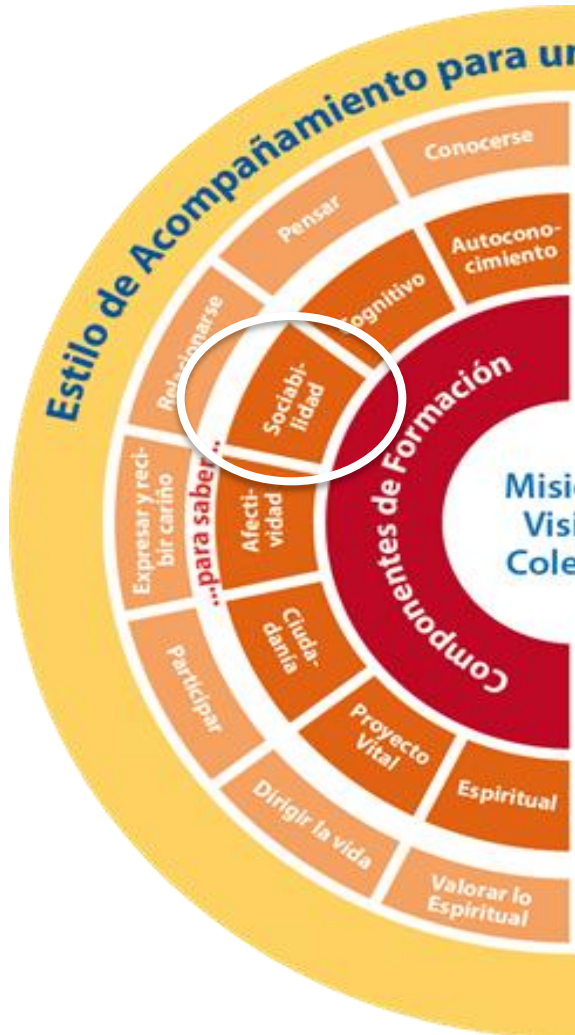 Estilo de Acompañamiento para un
Conocerse
Pensar
Relacionarse
Expresar y reci-
bir cariño
Participar
Dirigir la vida
Valorar lo
Espiritual
...para saber...
Autocono-
cimiento
Cognitivo
Sociabi-
lidad
Afecti-
vidad
Ciuda-
danía
Proyecto
Vital
Espiritual
Componentes de Formación
Misi
Visi
Cole